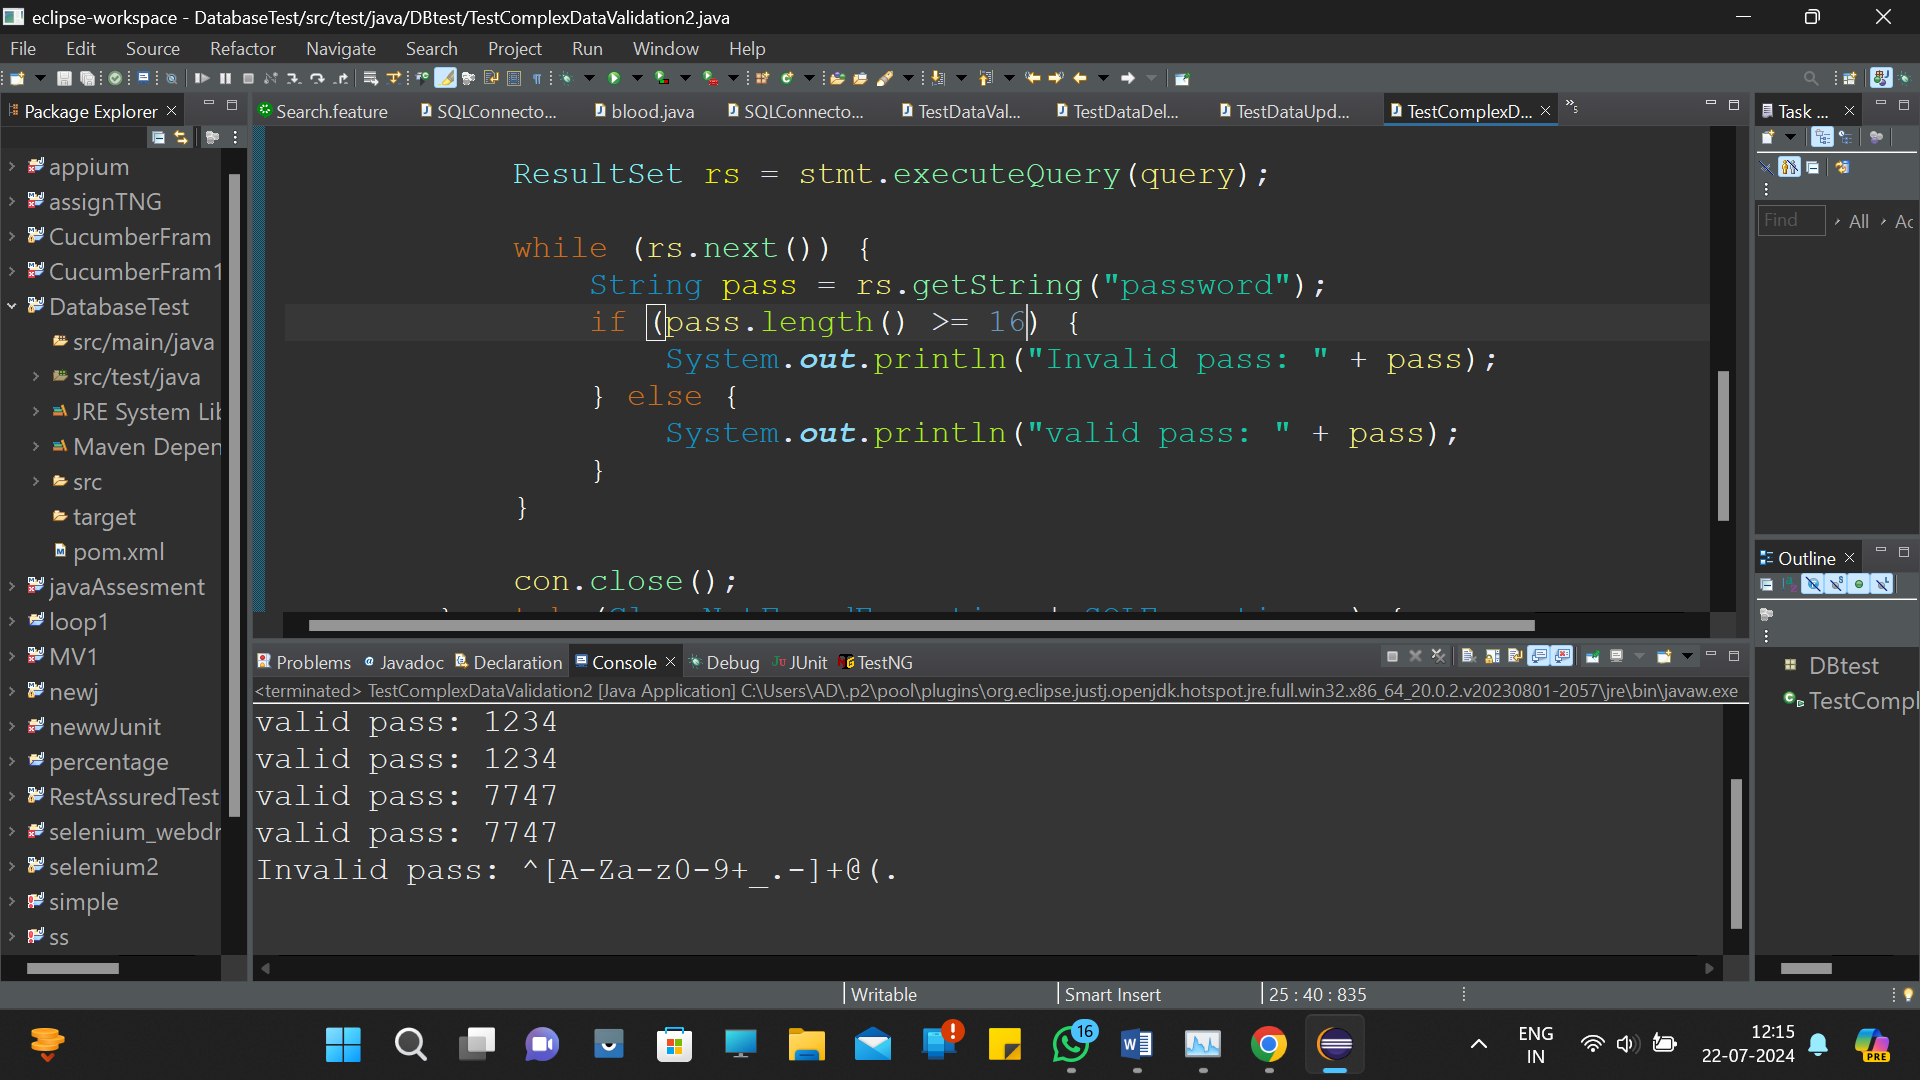 eclipse-workspace - DatabaseTest/src/test/java/DBtest/TestComplexDataValidation2.java
File Edit Source Refactor Navigate Search Project Run Window Help
Package Explorer
Search.feature SQLConnecto... blood.java SQLConnecto... TestDataVal... TestDataDel... TestDataUpd... TestComplexD... »5
Task ...
appium
assignTNG
CucumberFram
CucumberFram1
DatabaseTest
src/main/java
src/test/java
JRE System Lib
Maven Depen
src
target
pom.xml
javaAssesment
loop1
MV1
newj
newwJunit
percentage
RestAssuredTest
selenium_webdr
selenium2
simple
ss
ResultSet rs = stmt.executeQuery(query);
while (rs.next()) {
String pass = rs.getString("password");
if (pass.length() >= 16) {
System.out.println("Invalid pass: " + pass);
} else {
System.out.println("valid pass: " + pass);
}
}
con.close();
Find All Ac
Outline
DBtest
TestCompl
Problems Javadoc Declaration Console Debug JUnit TestNG
<terminated> TestComplexDataValidation2 [Java Application] C:\Users\AD\.p2\pool\plugins\org.eclipse.justj.openjdk.hotspot.jre.full.win32.x86_64_20.0.2.v20230801-2057\jre\bin\javaw.exe
valid pass: 1234
valid pass: 1234
valid pass: 7747
valid pass: 7747
Invalid pass: ^[A-Za-z0-9+_.-]+@(.
Writable Smart Insert 25 : 40 : 835
16
ENG
IN
12:15
22-07-2024
PRE